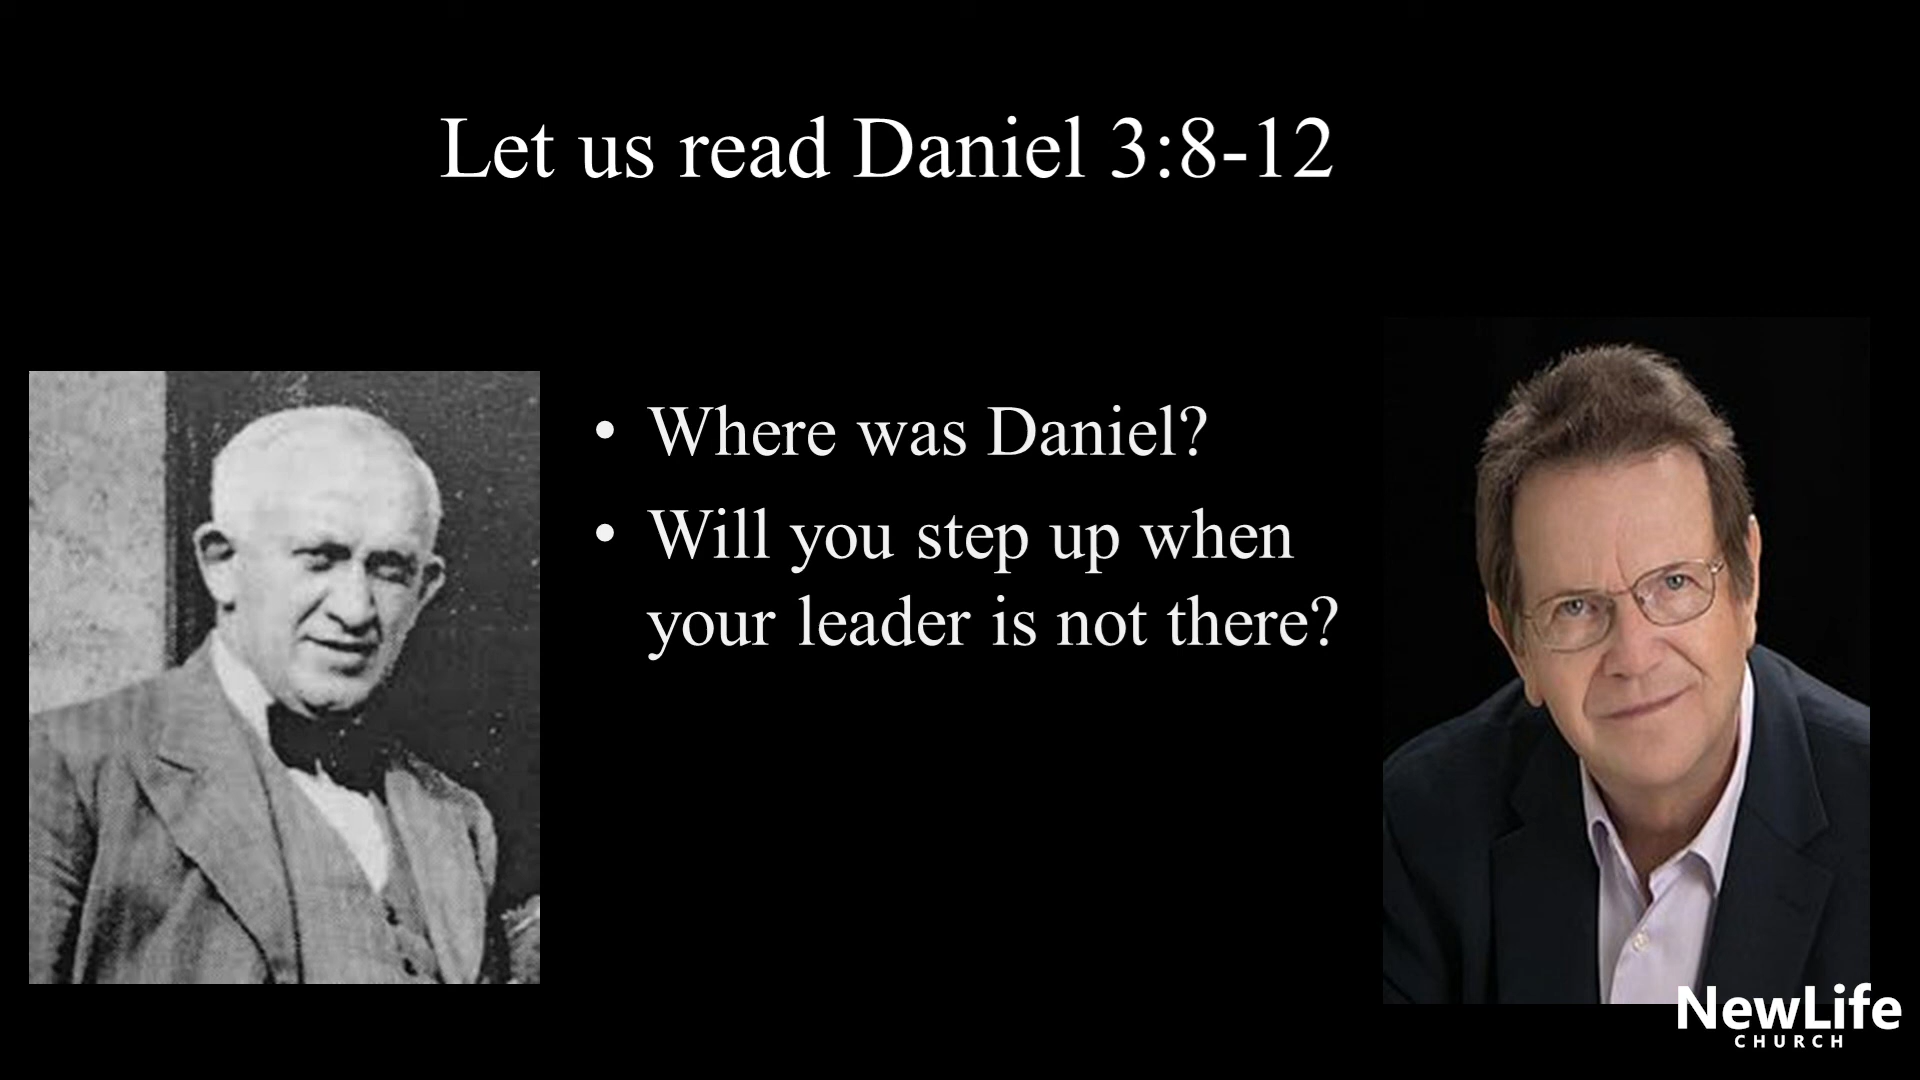 Let us read Daniel 3:8-12
• Where was Daniel?
• Will you step up when
your leader is not there?
NewLife
CHURCH